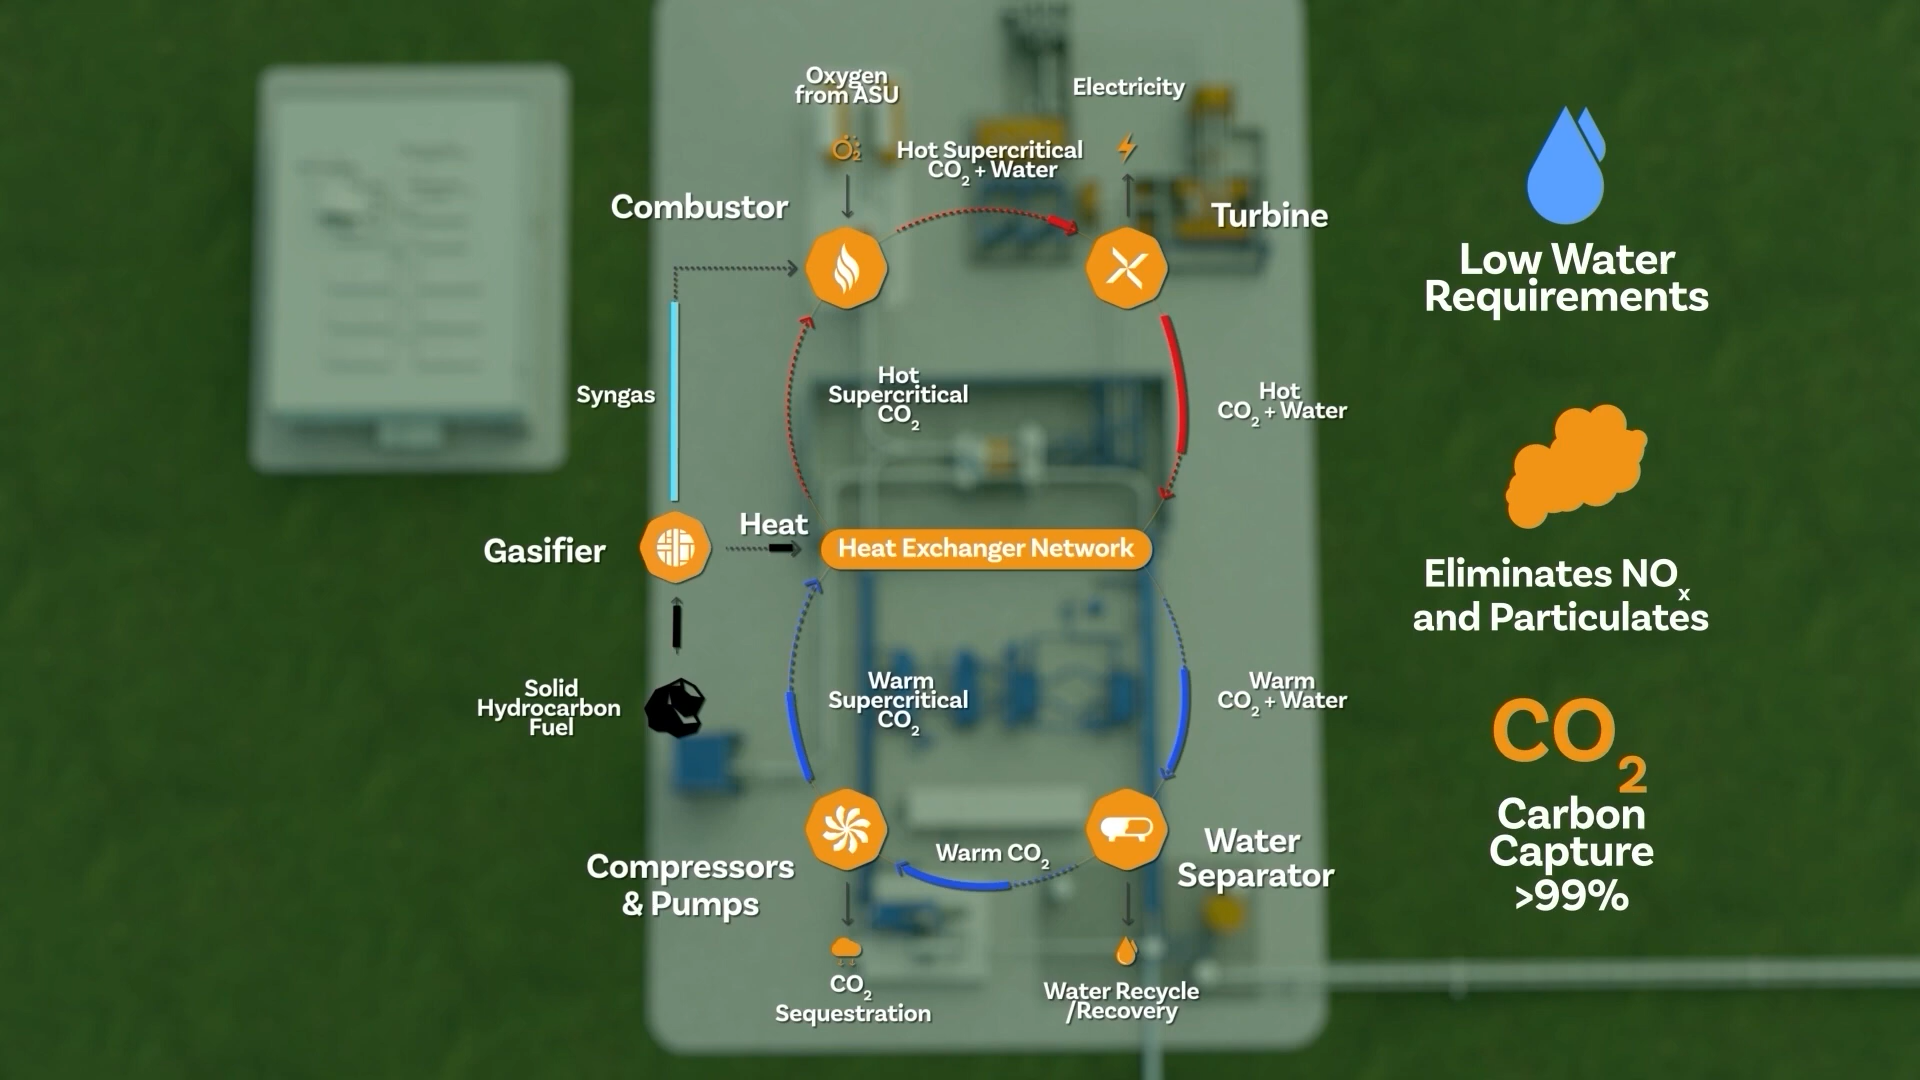 Oxygen
from ASU
O₂
Electricity
Hot Supercritical
CO₂ + Water
Combustor
Turbine
Syngas
Hot
Supercritical
CO₂
Hot
CO₂ + Water
Gasifier
Heat
Heat Exchanger Network
Solid
Hydrocarbon
Fuel
Warm
Supercritical
CO₂
Warm
CO₂ + Water
Compressors
& Pumps
Warm CO₂
Water
Separator
CO₂
Sequestration
Water Recycle
/Recovery
Low Water
Requirements
Eliminates NOₓ
and Particulates
CO₂
Carbon
Capture
>99%